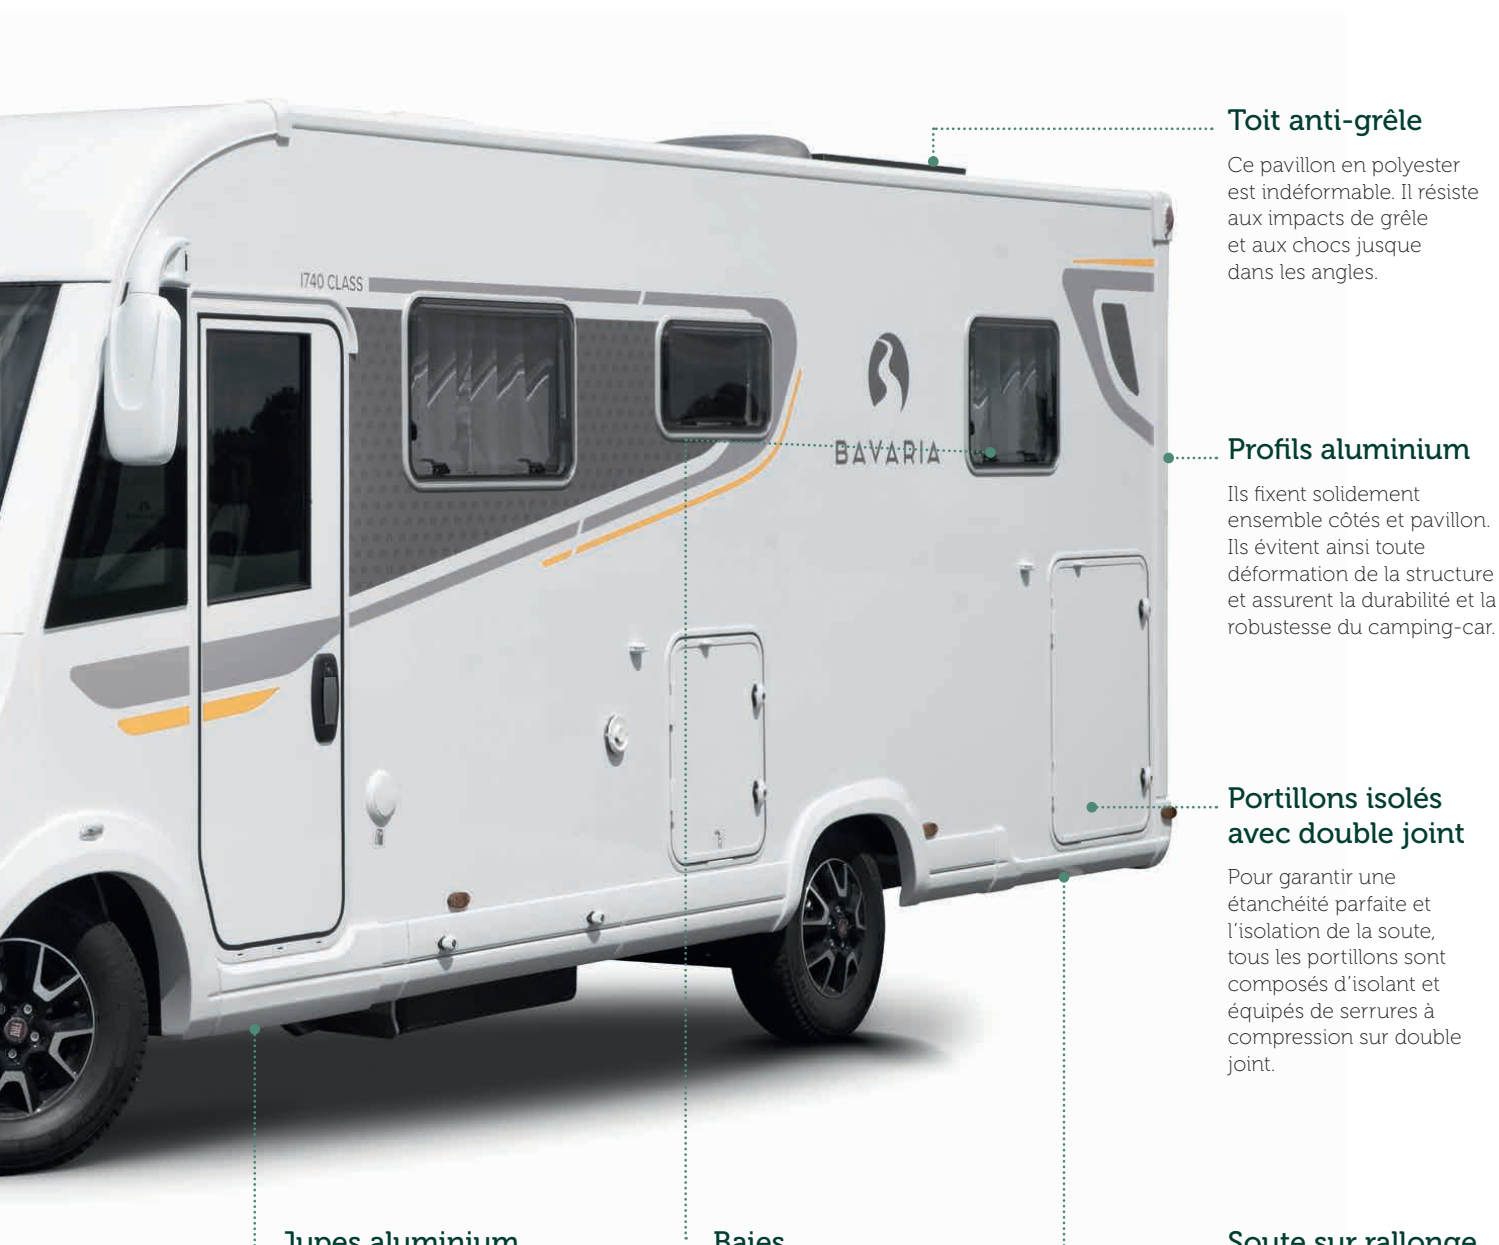 Toit anti-grêle
Ce pavillon en polyester
est indéformable. Il résiste
aux impacts de grêle
et aux chocs jusque
dans les angles.
I740 CLASS
BAVARIA
Profils aluminium
Ils fixent solidement
ensemble côtés et pavillon.
Ils évitent ainsi toute
déformation de la structure
et assurent la durabilité et la
robustesse du camping-car.
Portillons isolés
avec double joint
Pour garantir une
étanchéité parfaite et
l'isolation de la soute,
tous les portillons sont
composés d'isolant et
équipés de serrures à
compression sur double
joint.
Jupes aluminium
Baies
Soute sur rallonge